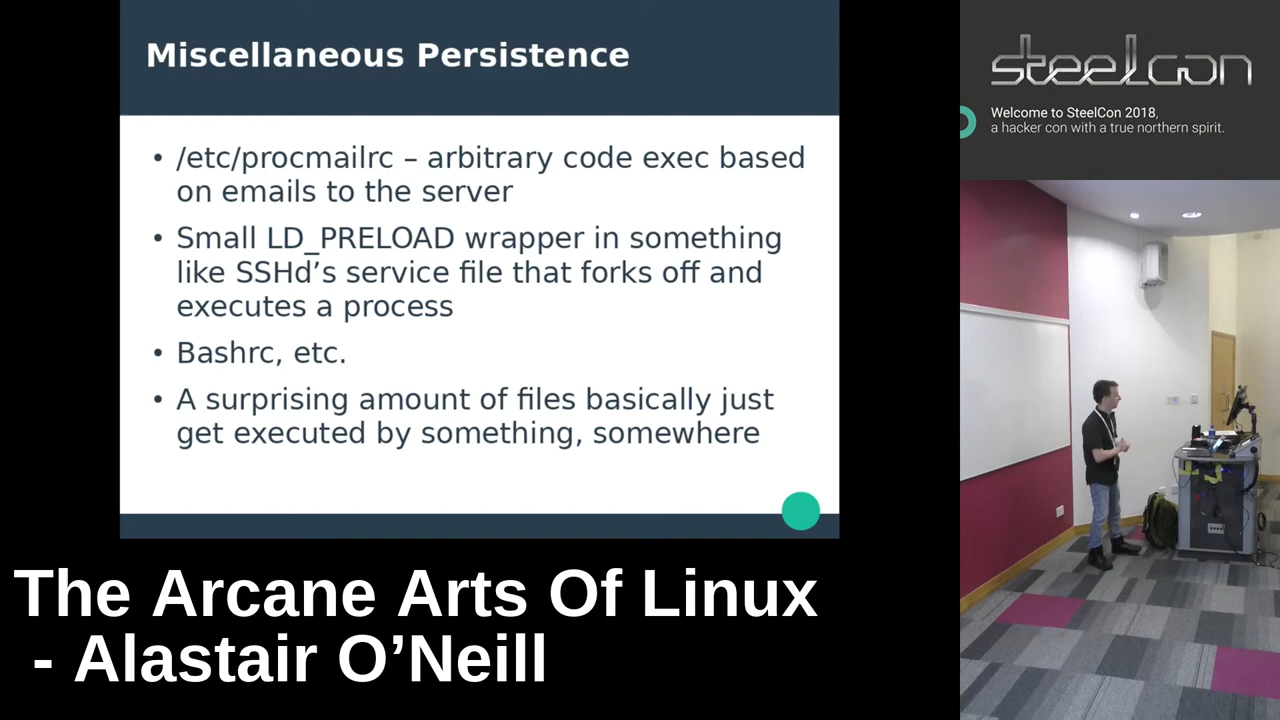 Miscellaneous Persistence
• /etc/procmailrc – arbitrary code exec based
on emails to the server
• Small LD_PRELOAD wrapper in something
like SSHd’s service file that forks off and
executes a process
• Bashrc, etc.
• A surprising amount of files basically just
get executed by something, somewhere
The Arcane Arts Of Linux
- Alastair O’Neill
steelcon
Welcome to SteelCon 2018,
a hacker con with a true northern spirit.